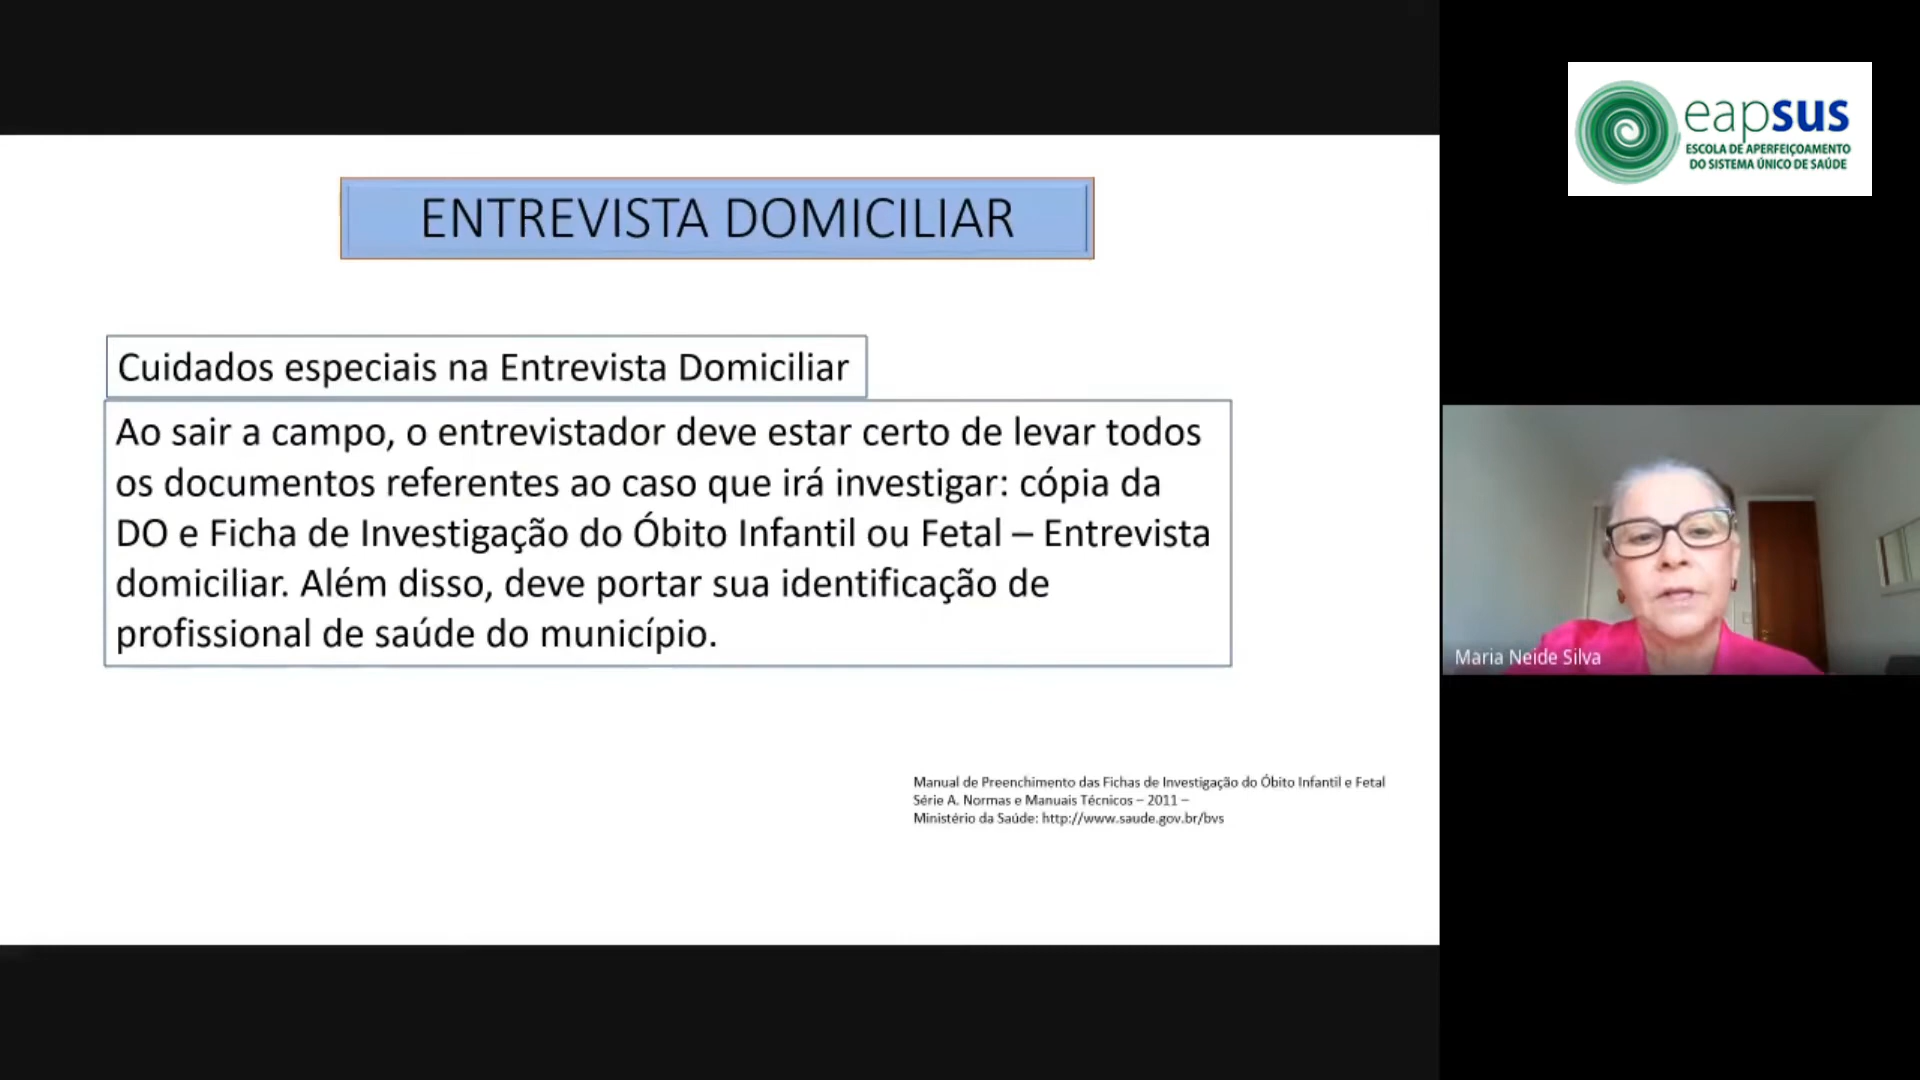 eapsus
ESCOLA DE APERFEIÇOAMENTO
DO SISTEMA ÚNICO DE SAÚDE
ENTREVISTA DOMICILIAR
Cuidados especiais na Entrevista Domiciliar
Ao sair a campo, o entrevistador deve estar certo de levar todos
os documentos referentes ao caso que irá investigar: cópia da
DO e Ficha de Investigação do Óbito Infantil ou Fetal – Entrevista
domiciliar. Além disso, deve portar sua identificação de
profissional de saúde do município.
Maria Neide Silva
Manual de Preenchimento das Fichas de Investigação do Óbito Infantil e Fetal
Série A. Normas e Manuais Técnicos – 2011 –
Ministério da Saúde: http://www.saude.gov.br/bvs